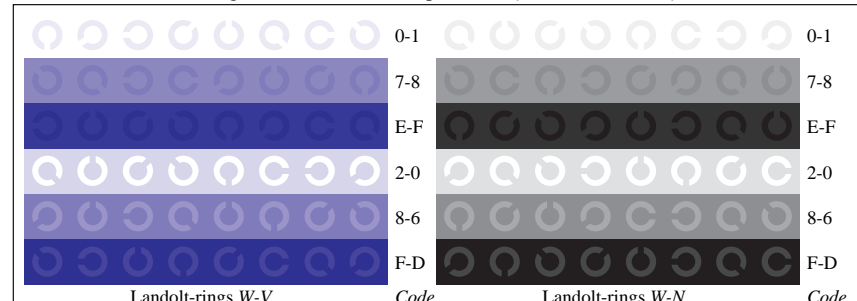 0-1 0-1
7-8 7-8
E-F E-F
2-0 2-0
8-6 8-6
F-D F-D
Landolt-rings W-V Code Landolt-rings W-N Code